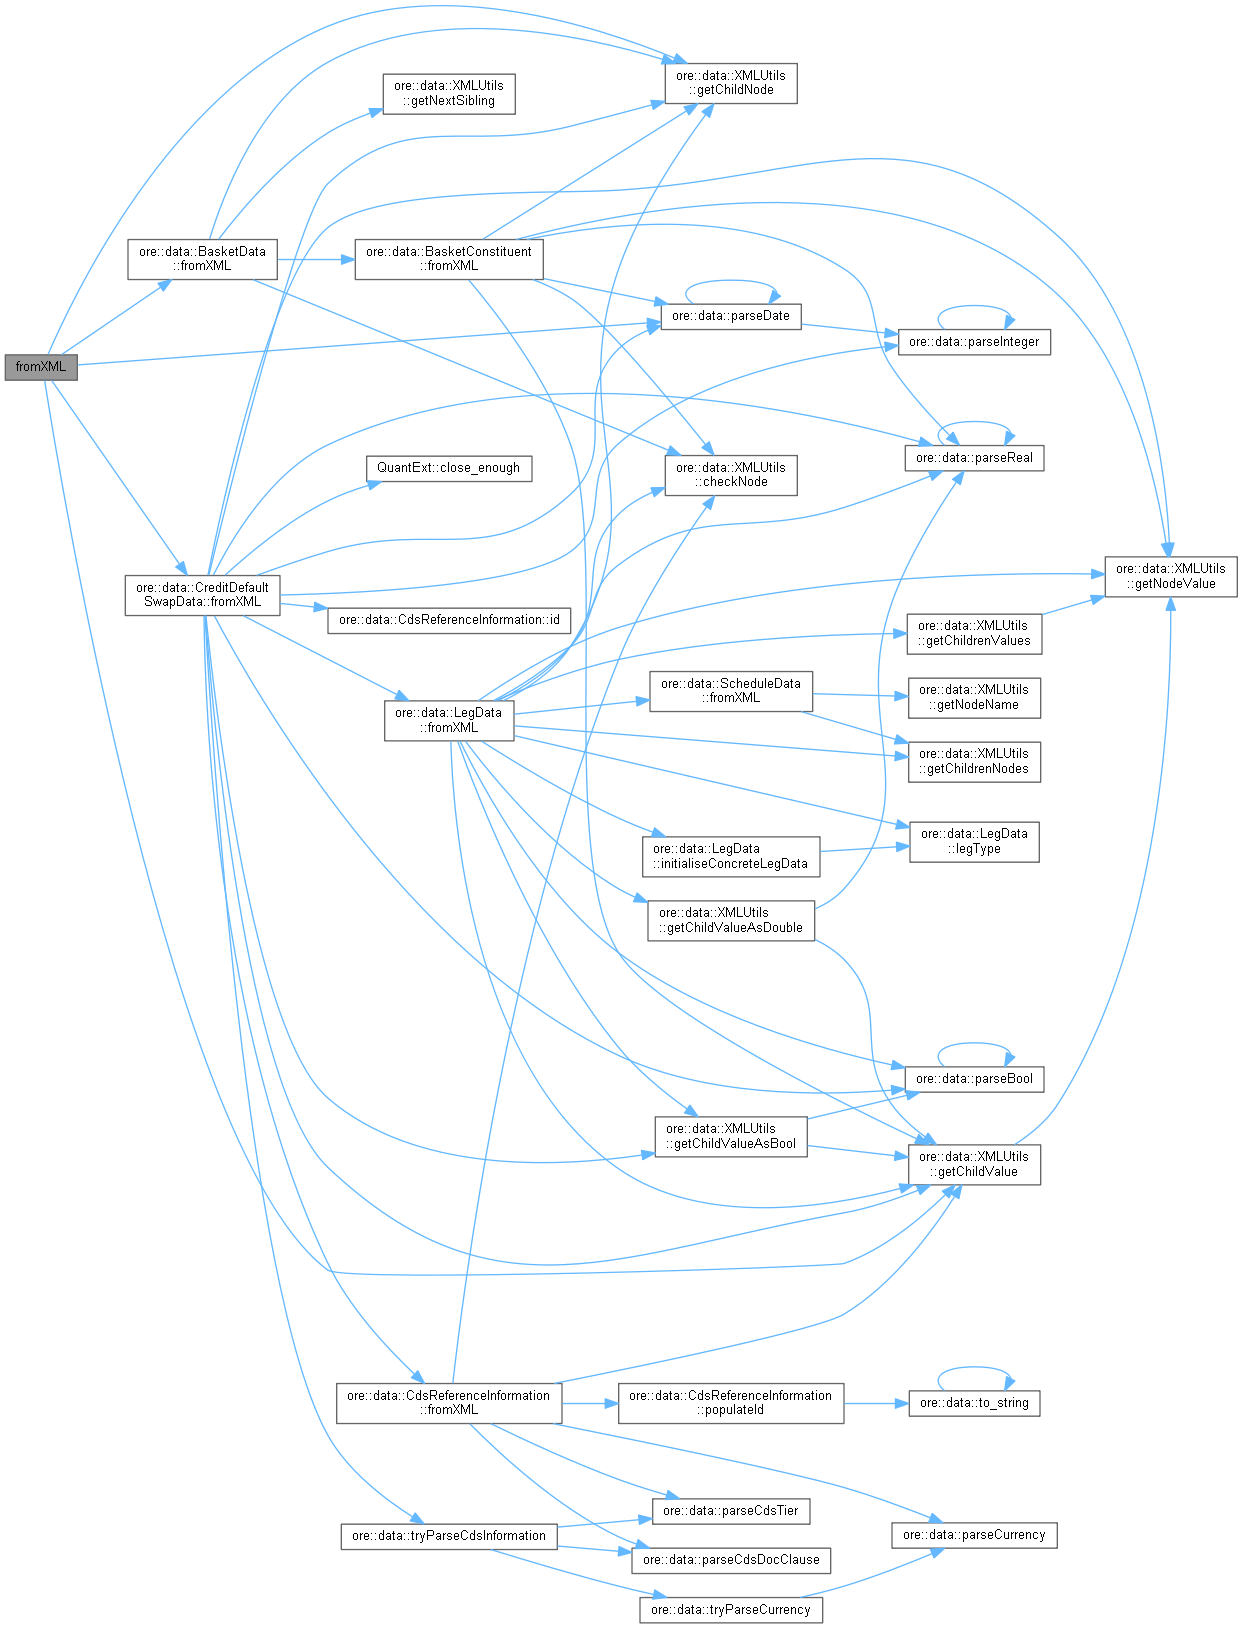 ore::data::XMLUtils
::getChildNode
ore::data::XMLUtils
::getNextSibling
ore::data::BasketData
::fromXML
ore::data::BasketConstituent
::fromXML
ore::data::parseDate
ore::data::parseInteger
fromXML
ore::data::parseReal
QuantExt::close_enough
ore::data::XMLUtils
::checkNode
ore::data::XMLUtils
::getNodeValue
ore::data::CreditDefault
SwapData::fromXML
ore::data::CdsReferenceInformation::id
ore::data::XMLUtils
::getChildrenValues
ore::data::ScheduleData
::fromXML
ore::data::XMLUtils
::getNodeName
ore::data::LegData
::fromXML
ore::data::XMLUtils
::getChildrenNodes
ore::data::LegData
::legType
ore::data::LegData
::initialiseConcreteLegData
ore::data::XMLUtils
::getChildValueAsDouble
ore::data::parseBool
ore::data::XMLUtils
::getChildValueAsBool
ore::data::XMLUtils
::getChildValue
ore::data::CdsReferenceInformation
::fromXML
ore::data::CdsReferenceInformation
::populateId
ore::data::to_string
ore::data::parseCdsTier
ore::data::tryParseCdsInformation
ore::data::parseCurrency
ore::data::parseCdsDocClause
ore::data::tryParseCurrency